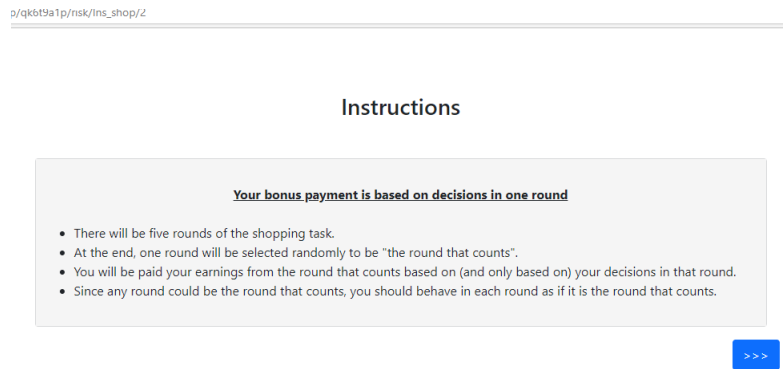 p/qk6t9a1p/risk/Ins_shop/2
Instructions
Your bonus payment is based on decisions in one round
• There will be five rounds of the shopping task.
• At the end, one round will be selected randomly to be "the round that counts".
• You will be paid your earnings from the round that counts based on (and only based on) your decisions in that round.
• Since any round could be the round that counts, you should behave in each round as if it is the round that counts.
>>>